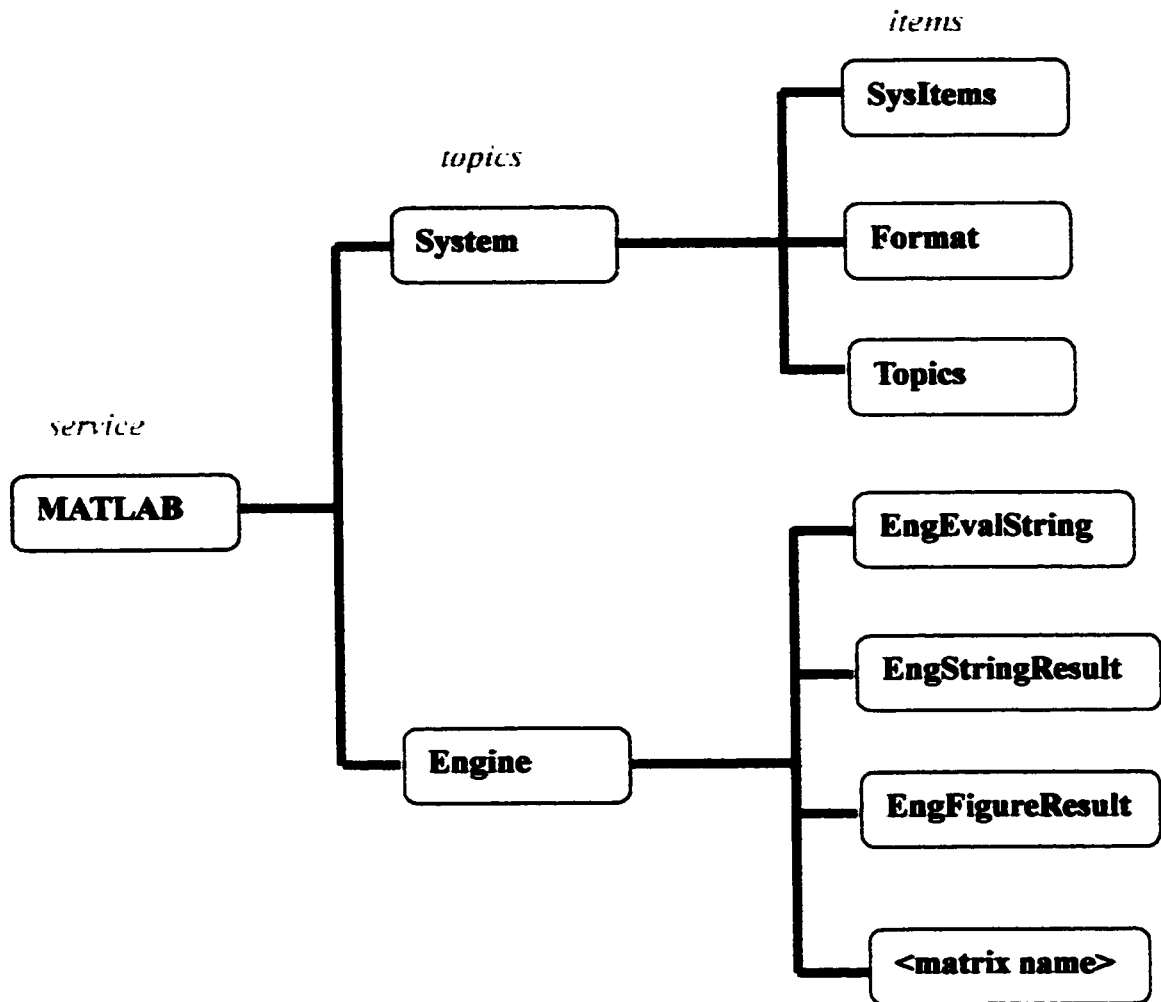 items
SysItems
topics
System
Format
Topics
service
MATLAB
EngEvalString
EngStringResult
Engine
EngFigureResult
<matrix name>